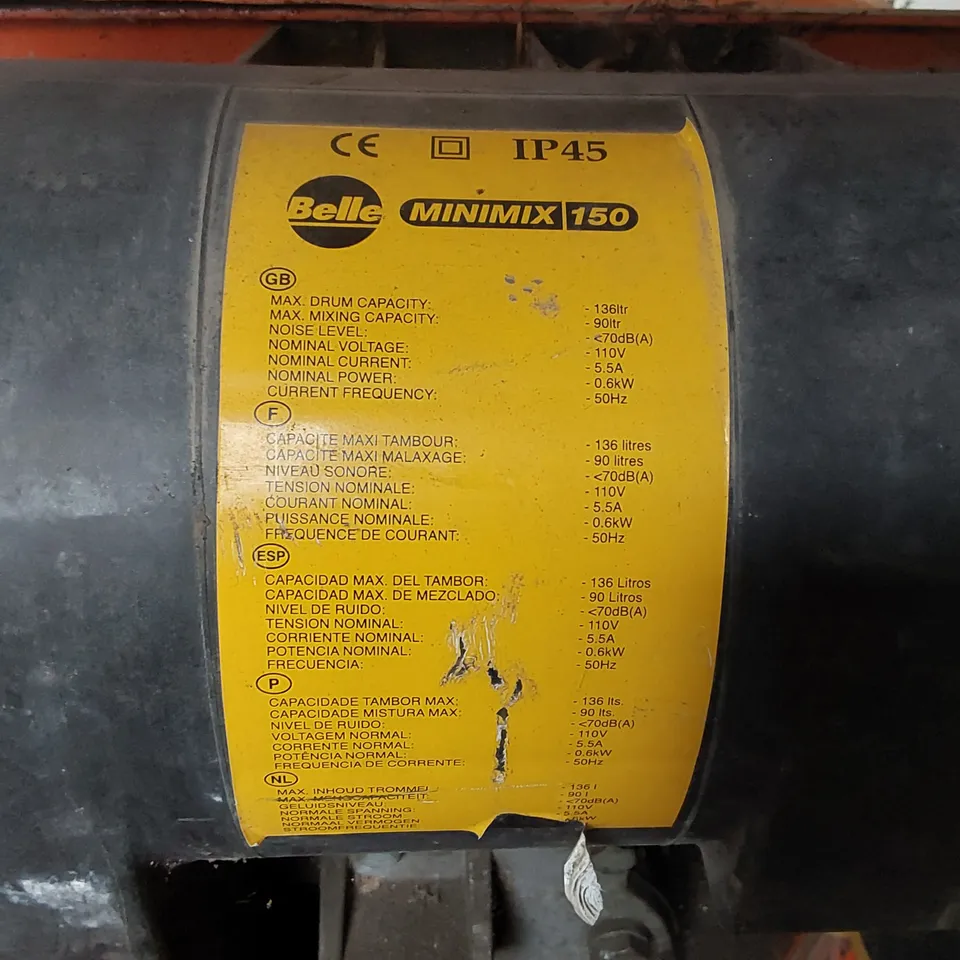 CE IP45
Belle MINIMIX 150
GB
MAX. DRUM CAPACITY: - 136ltr
MAX. MIXING CAPACITY: - 90ltr
NOISE LEVEL: - <70dB(A)
NOMINAL VOLTAGE: - 110V
NOMINAL CURRENT: - 5.5A
NOMINAL POWER: - 0.6kW
CURRENT FREQUENCY: - 50Hz
F
CAPACITE MAXI TAMBOUR: - 136 litres
CAPACITE MAXI MALAXAGE: - 90 litres
NIVEAU SONORE: - <70dB(A)
TENSION NOMINALE: - 110V
COURANT NOMINAL: - 5.5A
PUISSANCE NOMINALE: - 0.6kW
FREQUENCE DE COURANT: - 50Hz
ESP
CAPACIDAD MAX. DEL TAMBOR: - 136 Litros
CAPACIDAD MAX. DE MEZCLADO: - 90 Litros
NIVEL DE RUIDO: - <70dB(A)
TENSION NOMINAL: - 110V
CORRIENTE NOMINAL: - 5.5A
POTENCIA NOMINAL: - 0.6kW
FRECUENCIA: - 50Hz
P
CAPACIDADE TAMBOR MAX: - 136 lts.
CAPACIDADE MISTURA MAX: - 90 lts.
NIVEL DE RUIDO: - <70dB(A)
VOLTAGEM NORMAL: - 110V
CORRENTE NORMAL: - 5.5A
POTÊNCIA NORMAL: - 0.6kW
FREQUENCIA DE CORRENTE: - 50Hz
NL
MAX. INHOUD TROMMEL - 136 l
MAX. MENGCAPACITEIT - 90 l
GELUIDSNIVEAU: - <70dB(A)
NORMALE SPANNING: - 110V
NORMALE STROOM - 5.5A
NORMAAL VERMOGEN
STROOMFREQUENTIE